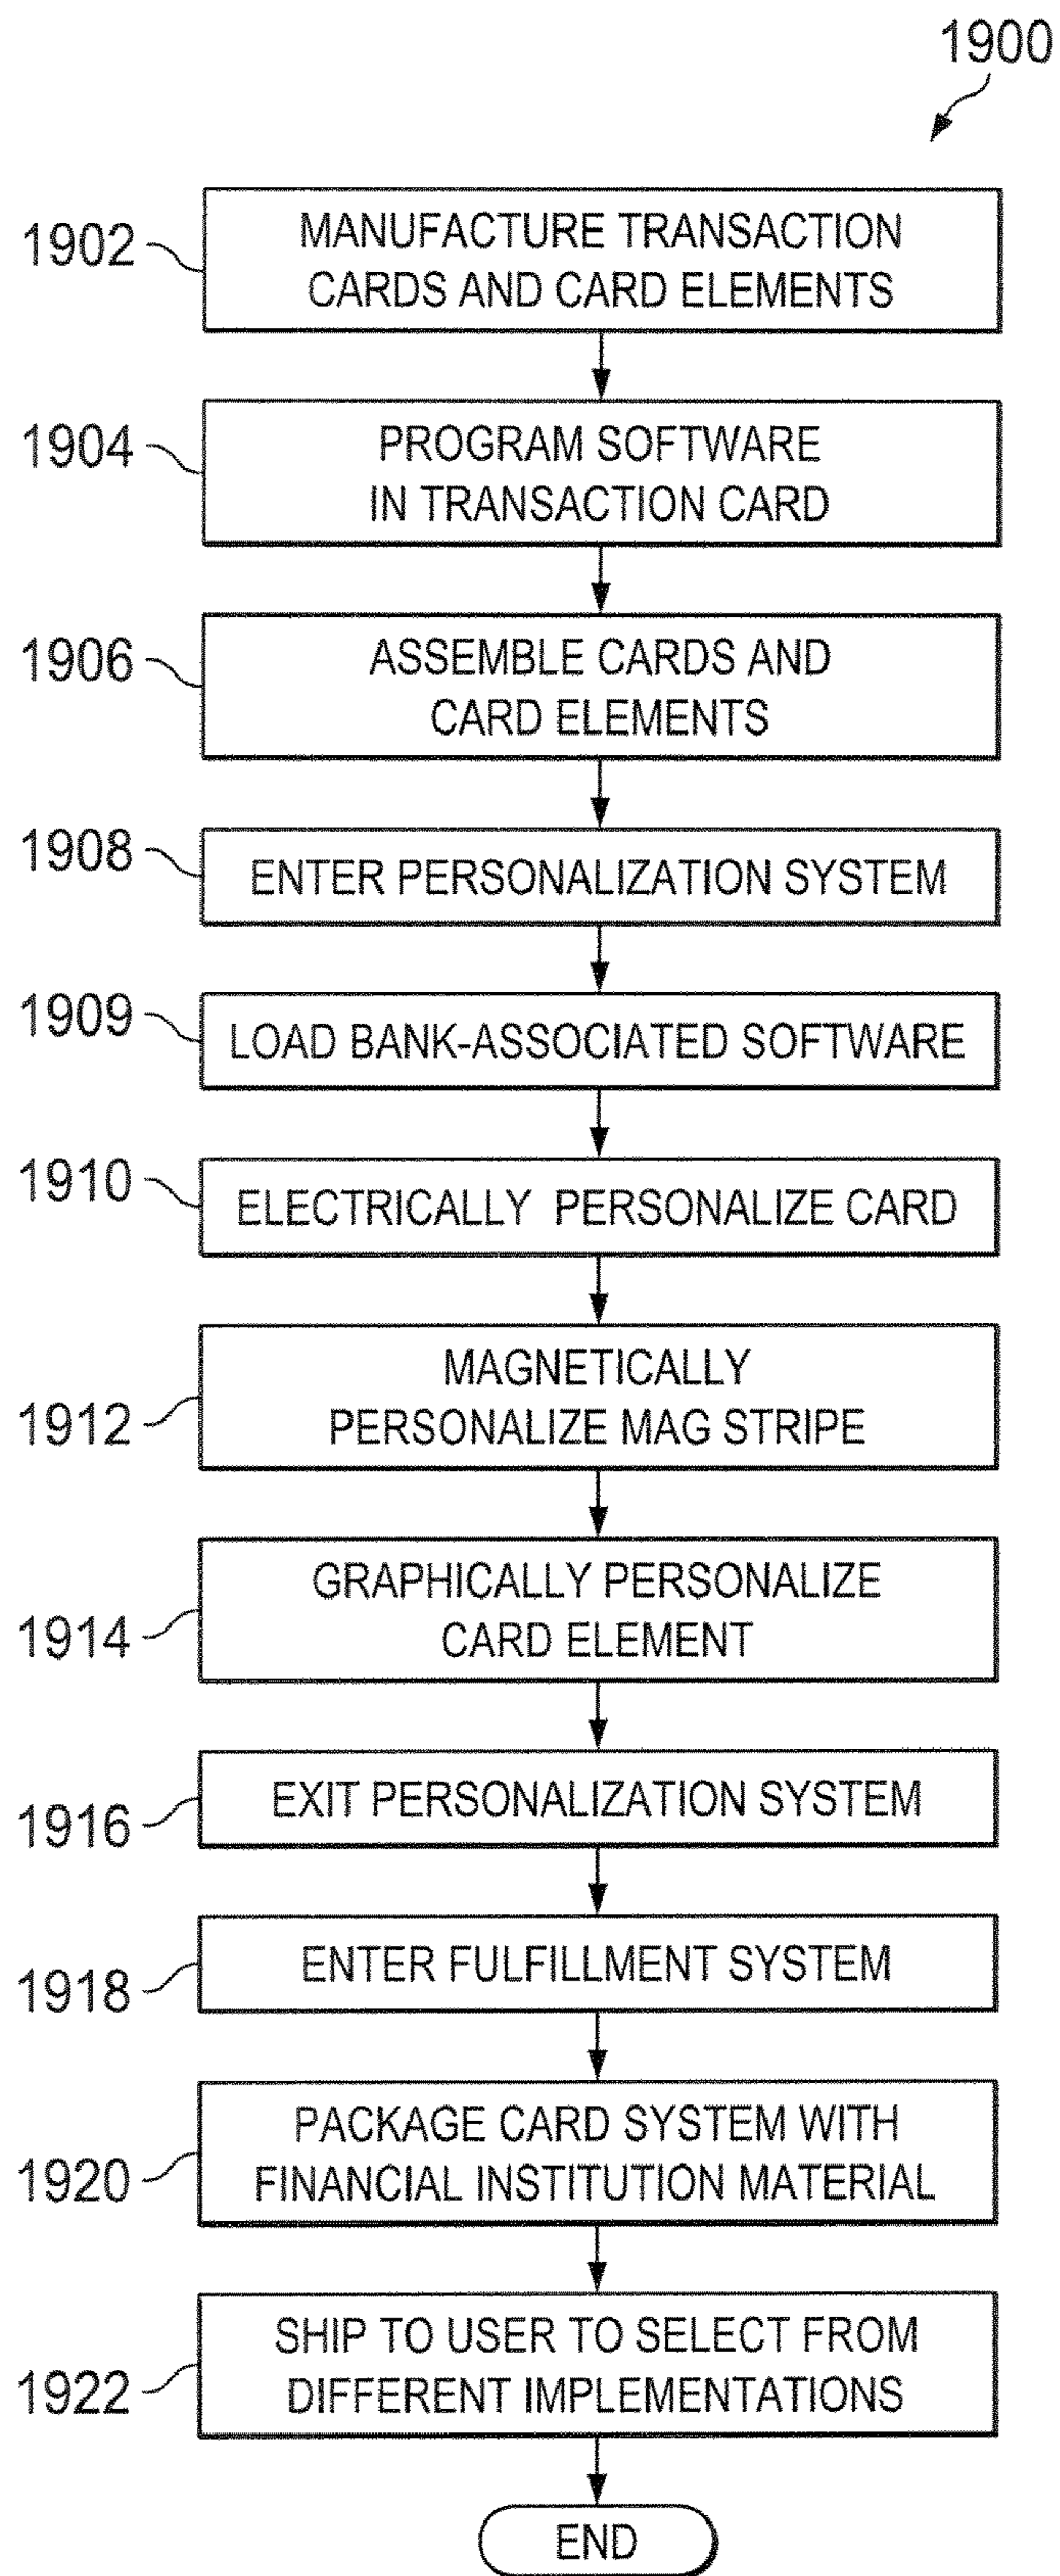 1900
1902
MANUFACTURE TRANSACTION
CARDS AND CARD ELEMENTS
1904
PROGRAM SOFTWARE
IN TRANSACTION CARD
1906
ASSEMBLE CARDS AND
CARD ELEMENTS
1908
ENTER PERSONALIZATION SYSTEM
1909
LOAD BANK-ASSOCIATED SOFTWARE
1910
ELECTRICALLY PERSONALIZE CARD
1912
MAGNETICALLY
PERSONALIZE MAG STRIPE
1914
GRAPHICALLY PERSONALIZE
CARD ELEMENT
1916
EXIT PERSONALIZATION SYSTEM
1918
ENTER FULFILLMENT SYSTEM
1920
PACKAGE CARD SYSTEM WITH
FINANCIAL INSTITUTION MATERIAL
1922
SHIP TO USER TO SELECT FROM
DIFFERENT IMPLEMENTATIONS
END